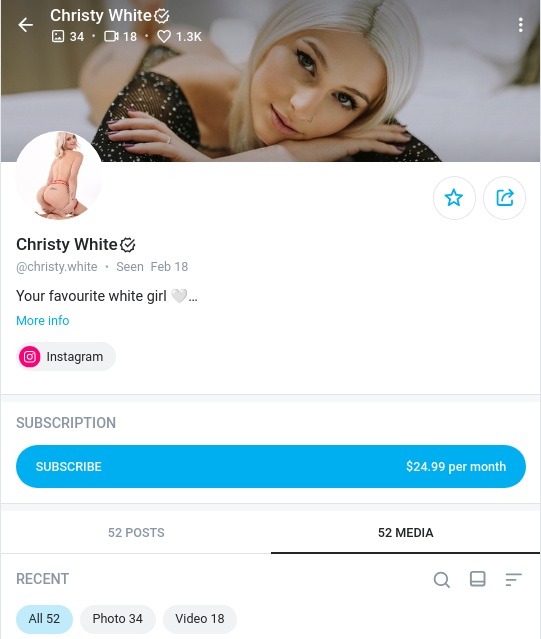 Christy White
34 • 18 • 1.3K
Christy White
@christy.white • Seen Feb 18
Your favourite white girl 🤍...
More info
Instagram
SUBSCRIPTION
SUBSCRIBE $24.99 per month
52 POSTS 52 MEDIA
RECENT
All 52 Photo 34 Video 18